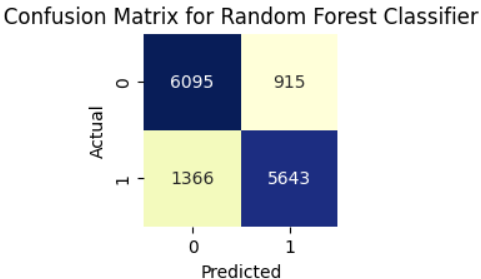 Confusion Matrix for Random Forest Classifier
Actual
0
6095 915
1
1366 5643
0 1
Predicted